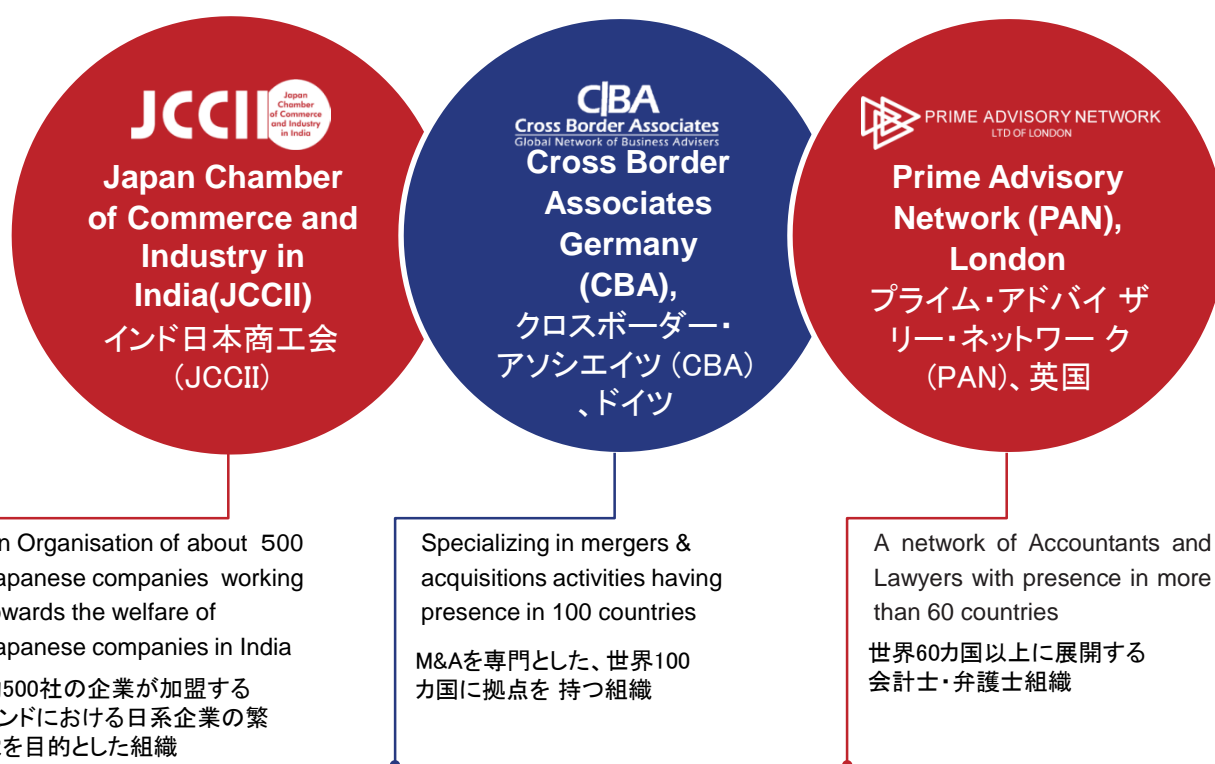 JCCII
Japan
Chamber
of Commerce
and Industry
in India
Japan Chamber
of Commerce and
Industry in
India(JCCII)
インド日本商工会
(JCCII)
CBA
Cross Border Associates
Global Network of Business Advisers
Cross Border
Associates
Germany
(CBA),
クロスボーダー・
アソシエイツ (CBA)
、ドイツ
PRIME ADVISORY NETWORK
LTD OF LONDON
Prime Advisory
Network (PAN),
London
プライム・アドバイ ザ
リー・ネットワー ク
(PAN)、英国
n Organisation of about 500
apanese companies working
owards the welfare of
apanese companies in India
500社の企業が加盟する
ンドにおける日系企業の繁
を目的とした組織
Specializing in mergers &
acquisitions activities having
presence in 100 countries
M&Aを専門とした、世界100
カ国に拠点を 持つ組織
A network of Accountants and
Lawyers with presence in more
than 60 countries
世界60カ国以上に展開する
会計士・弁護士組織